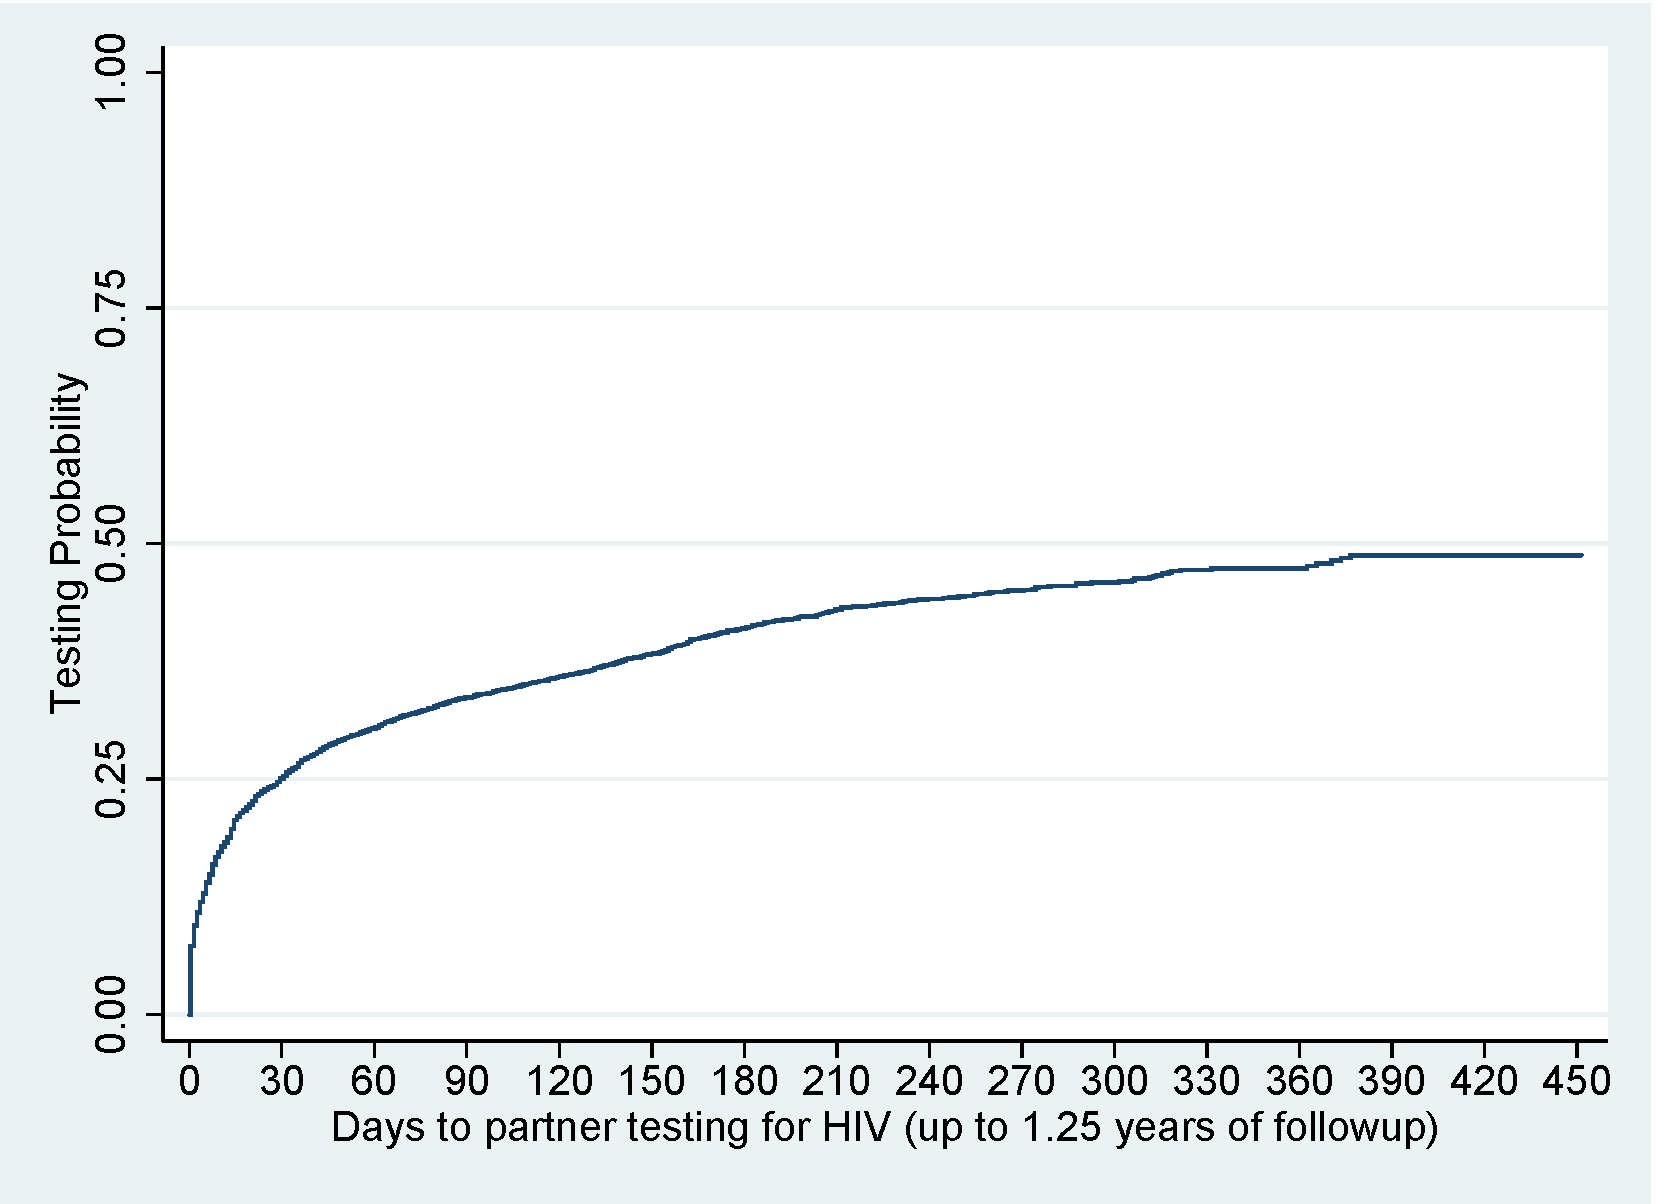 1.00
0.75
0.50
0.25
0.00
Testing Probability
0 30 60 90 120 150 180 210 240 270 300 330 360 390 420 450
Days to partner testing for HIV (up to 1.25 years of followup)